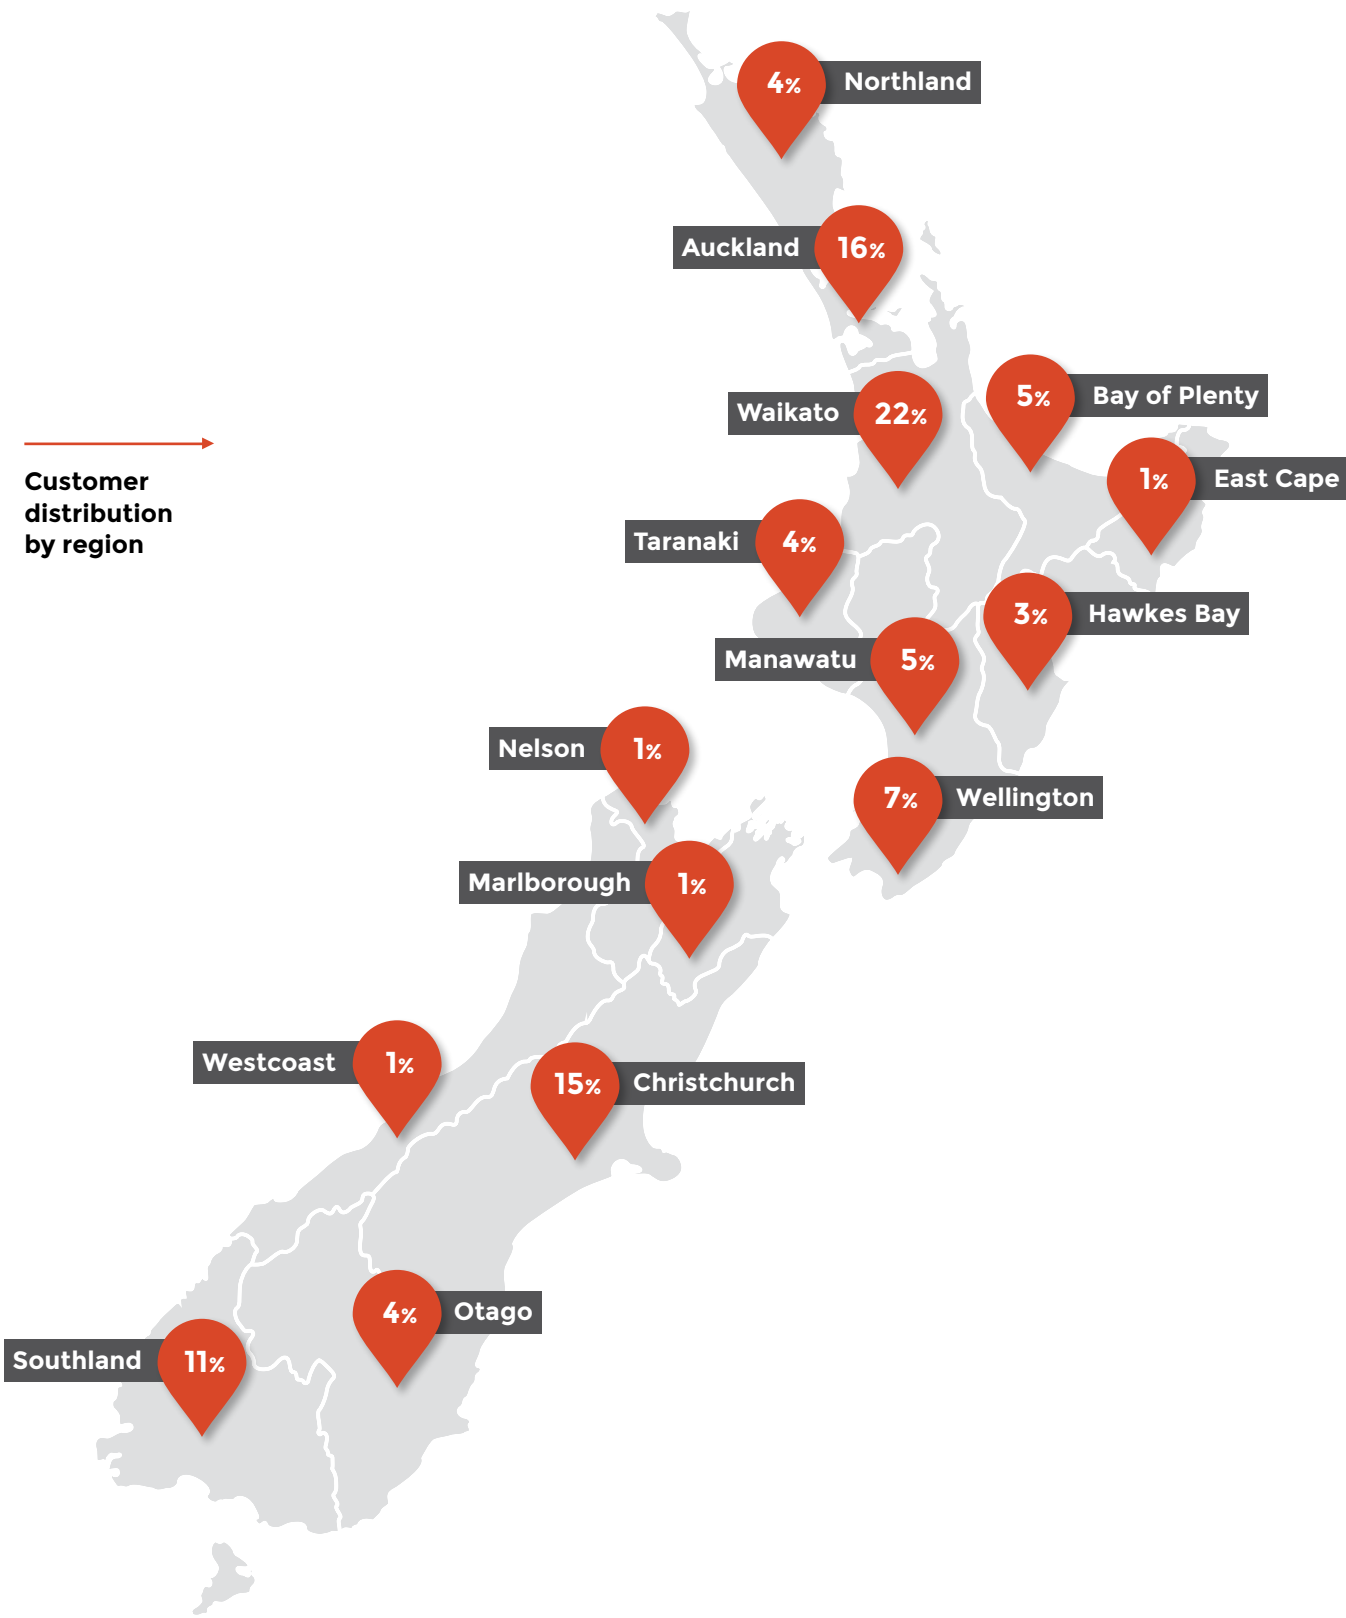 4% Northland
Auckland 16%
Waikato 22%
5% Bay of Plenty
Customer
distribution
by region
1% East Cape
Taranaki 4%
3% Hawkes Bay
Manawatu 5%
Nelson 1%
7% Wellington
Marlborough 1%
Westcoast 1%
15% Christchurch
4% Otago
Southland 11%